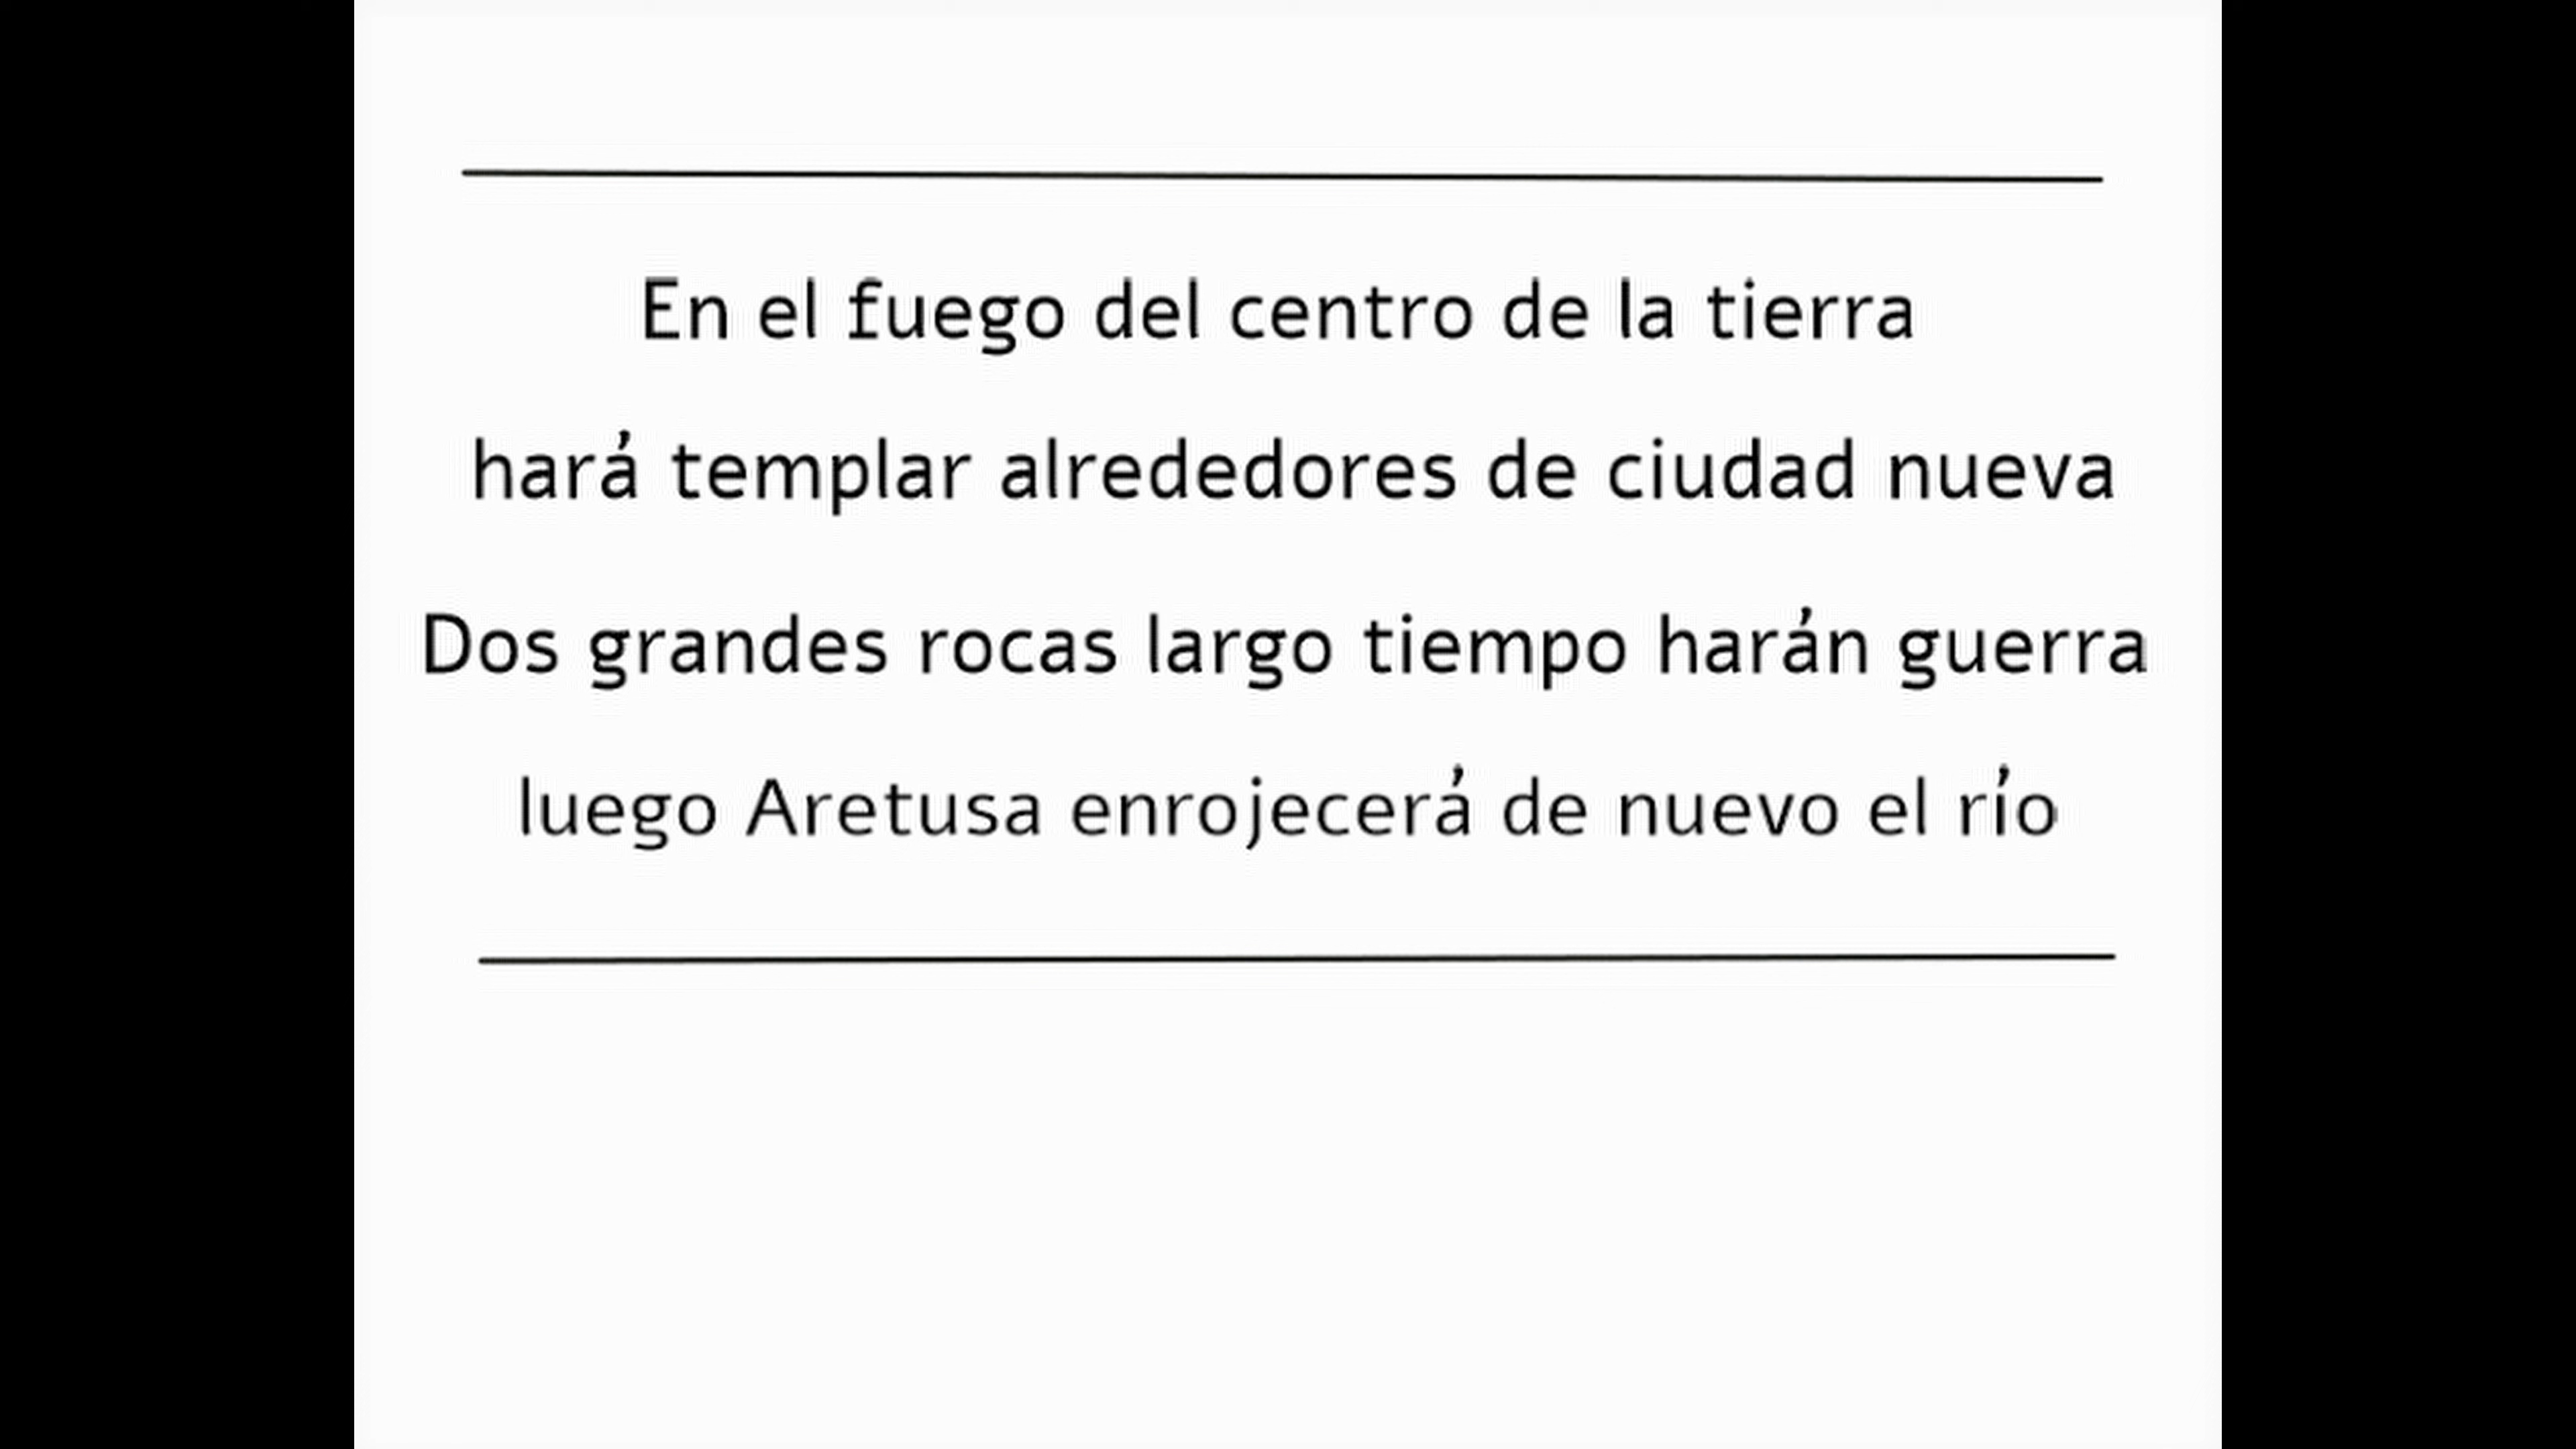 En el fuego del centro de la tierra
hará templar alrededores de ciudad nueva
Dos grandes rocas largo tiempo harán guerra
luego Aretusa enrojecerá de nuevo el río